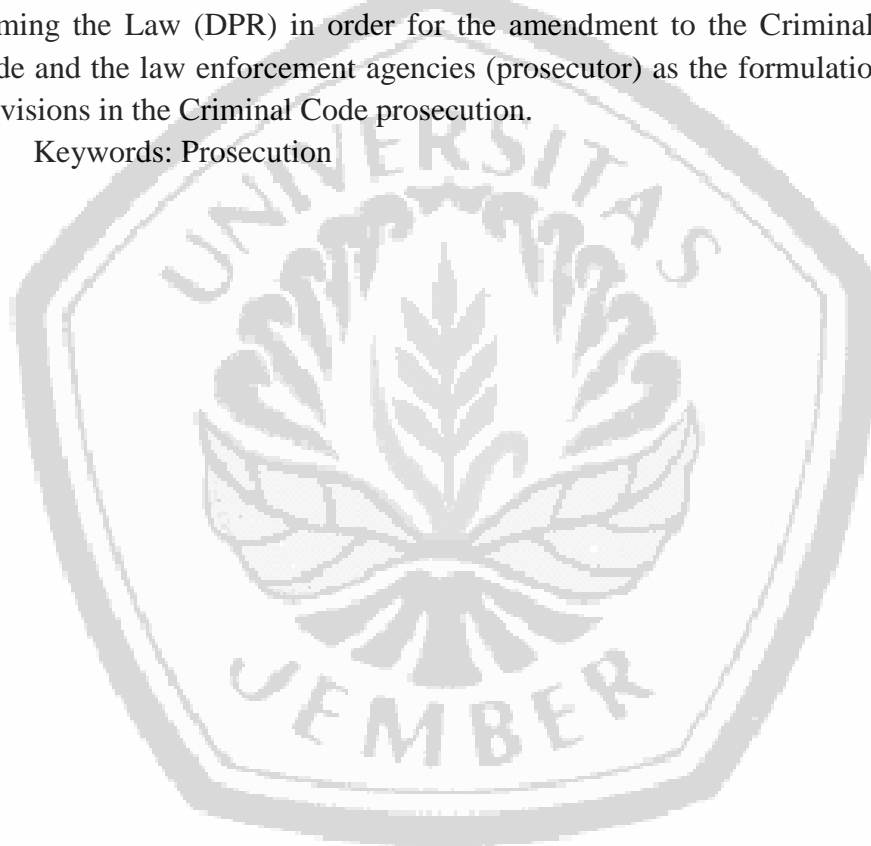 ming the Law (DPR) in order for the amendment to the Criminal
de and the law enforcement agencies (prosecutor) as the formulatio
visions in the Criminal Code prosecution.
Keywords: Prosecution
UNIVERSITAS
JEMBER